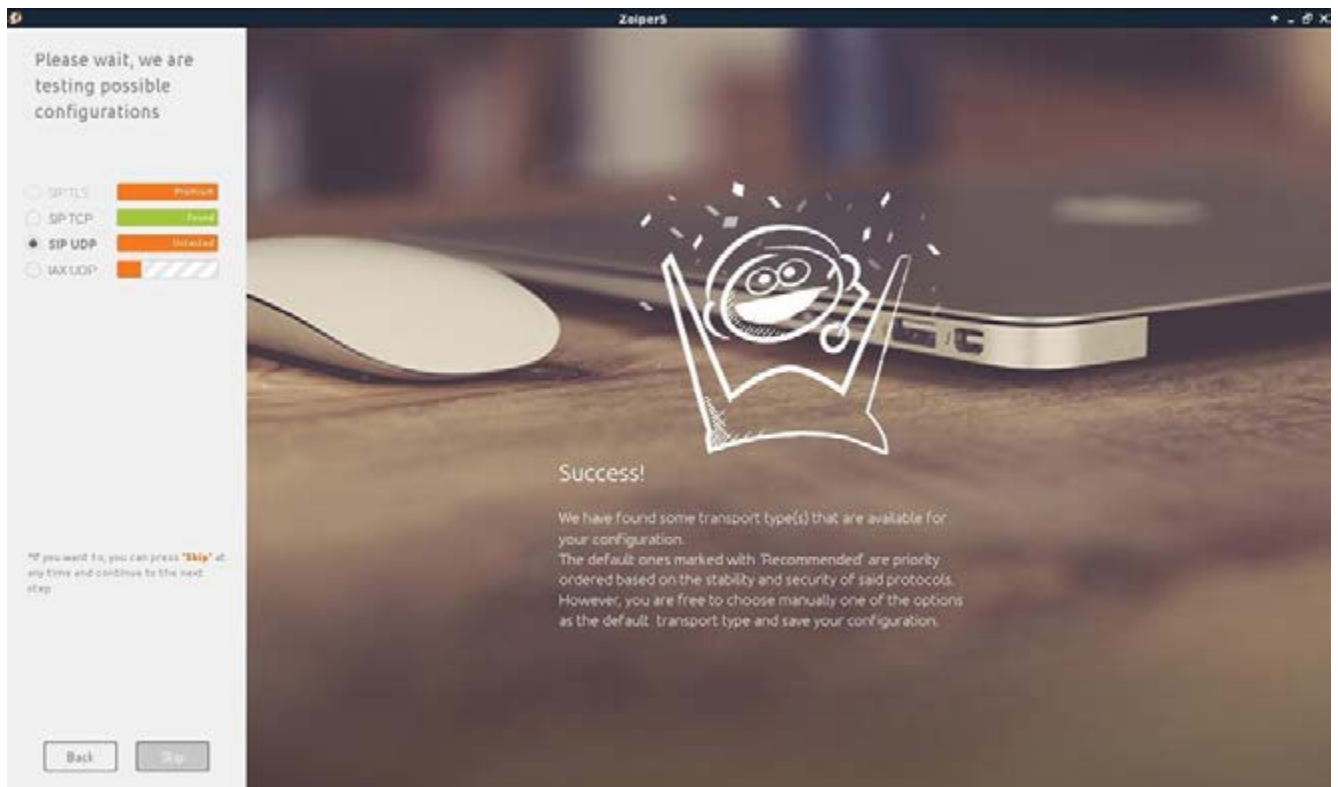 Zoiper5
Please wait, we are
testing possible
configurations
SIP TLS Premium
SIP TCP Found
SIP UDP Untested
IAX UDP
*If you want to, you can press "Skip" at
any time and continue to the next
step
Success!
We have found some transport type(s) that are available for
your configuration.
The default ones marked with 'Recommended' are priority
ordered based on the stability and security of said protocols.
However, you are free to choose manually one of the options
as the default transport type and save your configuration.
Back Skip